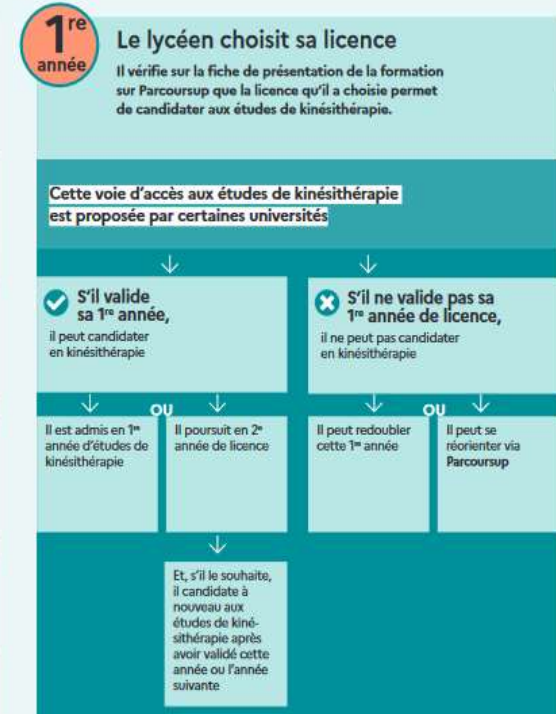 1re
année
Le lycéen choisit sa licence
Il vérifie sur la fiche de présentation de la formation
sur Parcoursup que la licence qu'il a choisie permet
de candidater aux études de kinésithérapie.
Cette voie d'accès aux études de kinésithérapie
est proposée par certaines universités
S'il valide
sa 1re année,
il peut candidater
en kinésithérapie
S'il ne valide pas sa
1re année de licence,
il ne peut pas candidater
en kinésithérapie
OU
Il est admis en 1re
année d'études de
kinésithérapie
Il poursuit en 2e
année de licence
OU
Il peut redoubler
cette 1re année
Il peut se
réorienter via
Parcoursup
Et, s'il le souhaite,
il candidate à
nouveau aux
études de kiné-
sithérapie après
avoir validé cette
année ou l'année
suivante